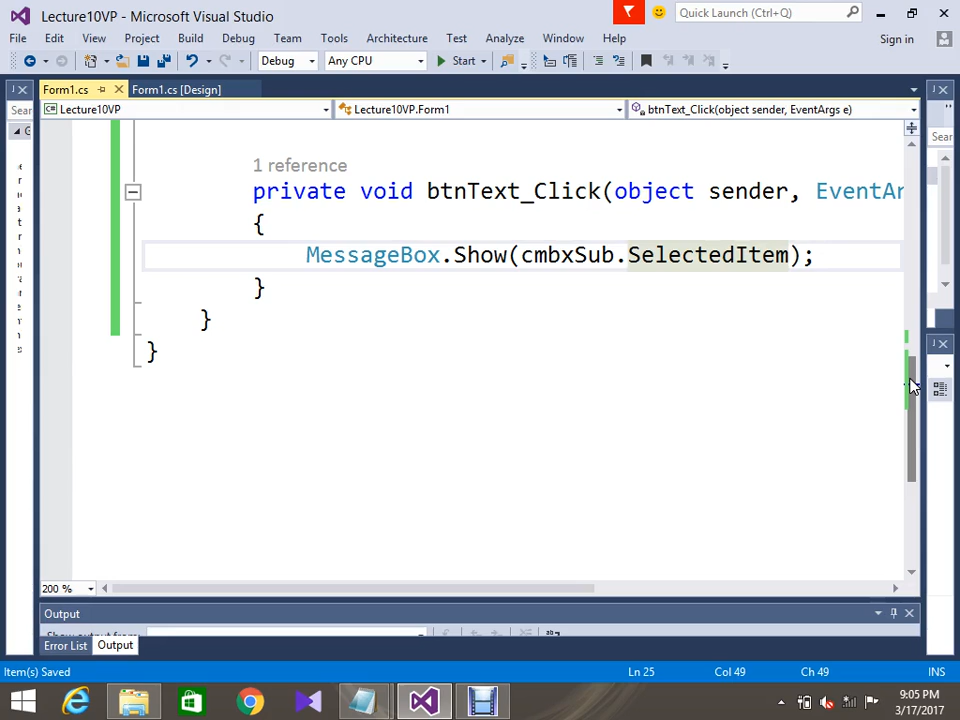 Lecture10VP - Microsoft Visual Studio
Quick Launch (Ctrl+Q)
File Edit View Project Build Debug Team Tools Architecture Test Analyze Window Help
Sign in
Debug Any CPU Start
Form1.cs Form1.cs [Design]
Lecture10VP Lecture10VP.Form1 btnText_Click(object sender, EventArgs e)
Sear
Sear
1 reference
private void btnText_Click(object sender, EventAr
{
MessageBox.Show(cmbxSub.SelectedItem);
}
}
}
200 %
Output
Error List Output
Item(s) Saved Ln 25 Col 49 Ch 49 INS
9:05 PM
3/17/2017